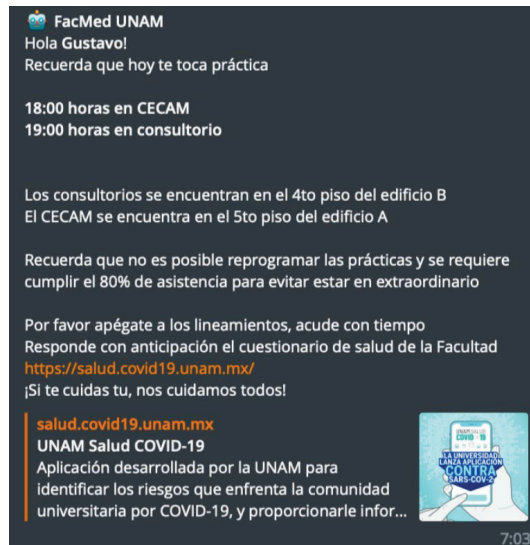 FacMed UNAM
Hola Gustavo!
Recuerda que hoy te toca práctica
18:00 horas en CECAM
19:00 horas en consultorio
Los consultorios se encuentran en el 4to piso del edificio B
El CECAM se encuentra en el 5to piso del edificio A
Recuerda que no es posible reprogramar las prácticas y se requiere
cumplir el 80% de asistencia para evitar estar en extraordinario
Por favor apégate a los lineamientos, acude con tiempo
Responde con anticipación el cuestionario de salud de la Facultad
https://salud.covid19.unam.mx/
¡Si te cuidas tu, nos cuidamos todos!
salud.covid19.unam.mx
UNAM Salud COVID-19
Aplicación desarrollada por la UNAM para
identificar los riesgos que enfrenta la comunidad
universitaria por COVID-19, y proporcionarle infor...
UNAM SALUD
COVID - 19
LA UNIVERSIDAD
LANZA APLICACIÓN
CONTRA
SARS-COV-2
7:03